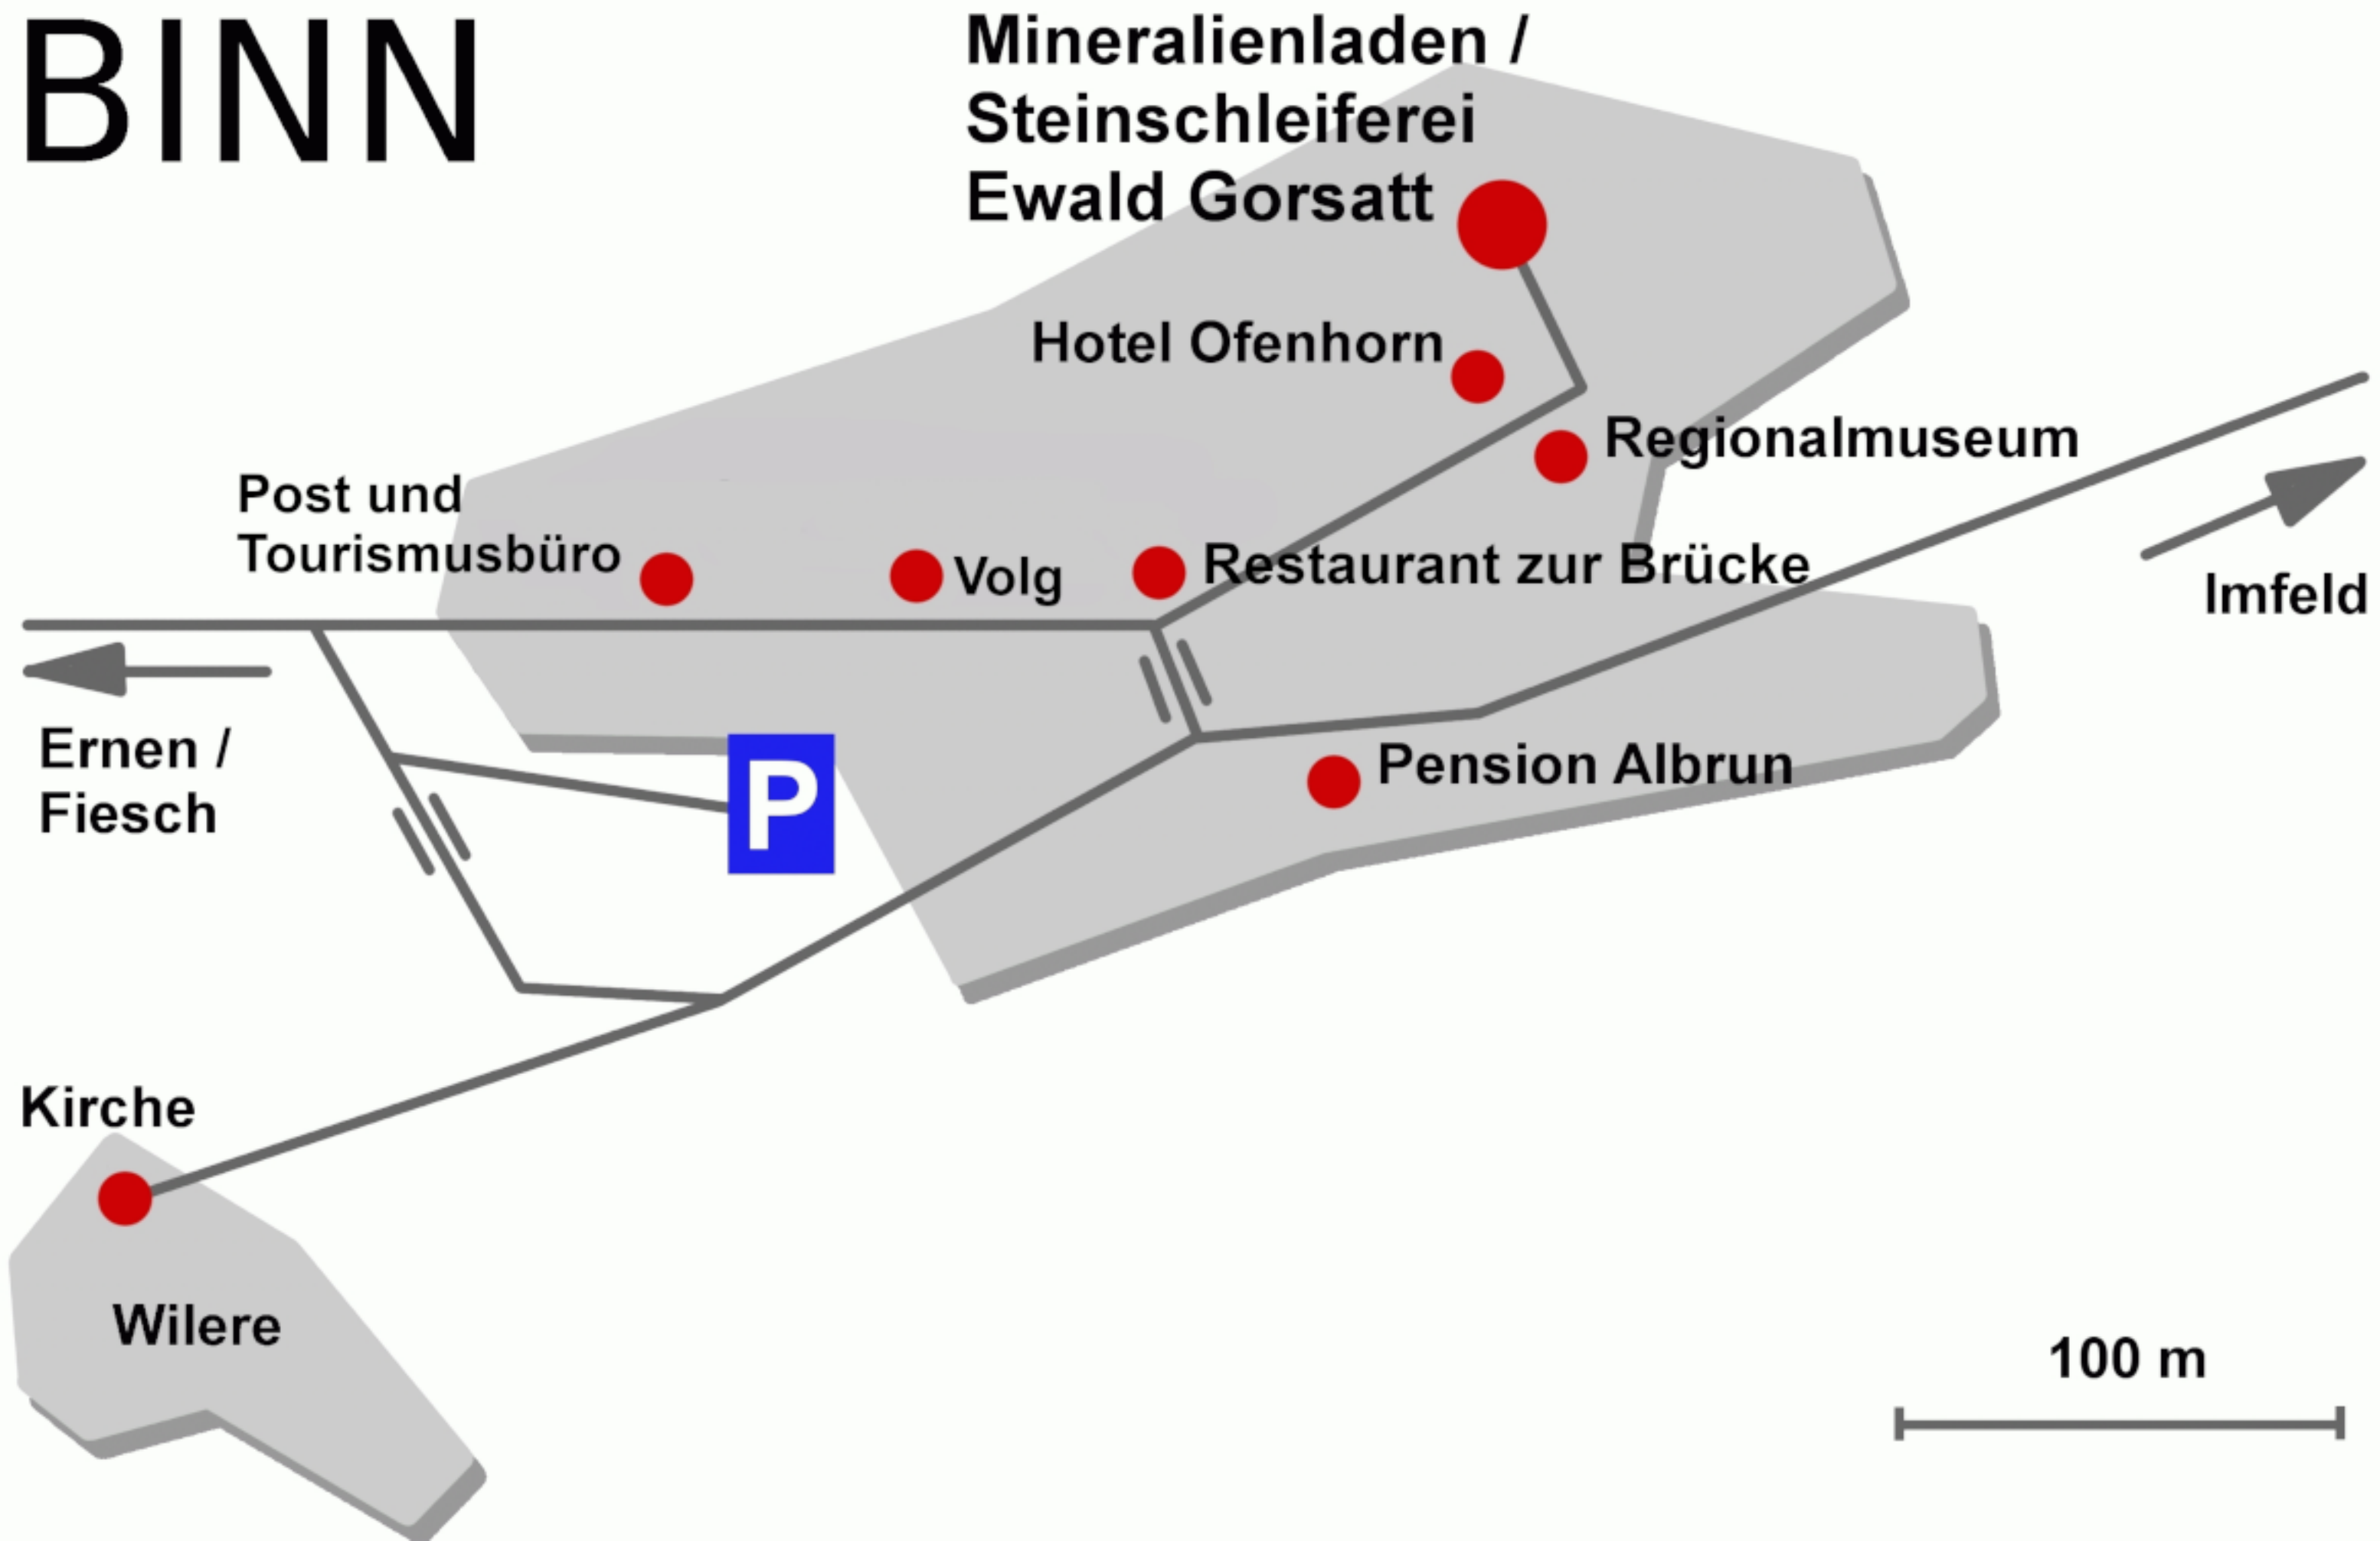 BINN
Mineralienladen /
Steinschleiferei
Ewald Gorsatt
Hotel Ofenhorn
Regionalmuseum
Post und
Tourismusbüro
Volg
Restaurant zur Brücke
Imfeld
Ernen /
Fiesch
P
Pension Albrun
Kirche
Wilere
100 m